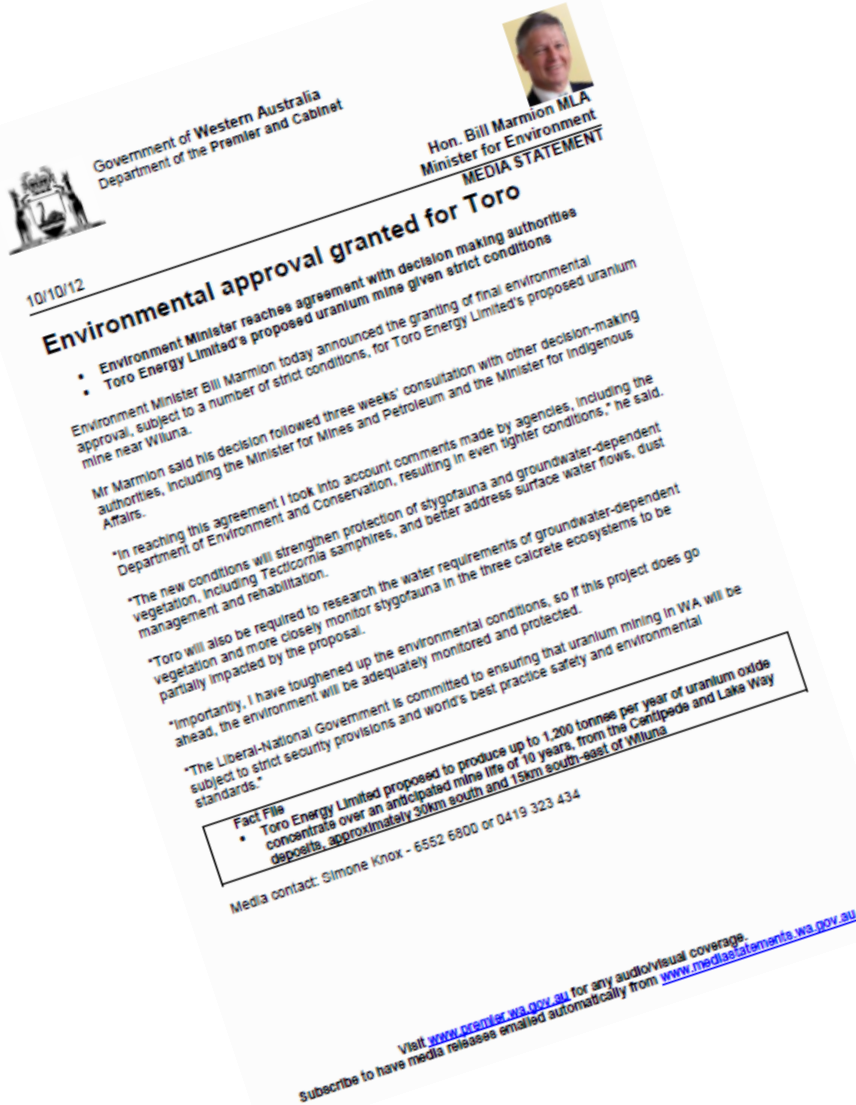 Government of Western Australia
Department of the Premier and Cabinet
Hon. Bill Marmion MLA
Minister for Environment
MEDIA STATEMENT
10/10/12
Environmental approval granted for Toro
• Environment Minister reaches agreement with decision making authorities
• Toro Energy Limited's proposed uranium mine given strict conditions
Environment Minister Bill Marmion today announced the granting of final environmental
approval, subject to a number of strict conditions, for Toro Energy Limited's proposed uranium
mine near Wiluna.
Mr Marmion said his decision followed three weeks' consultation with other decision-making
authorities, including the Minister for Mines and Petroleum and the Minister for Indigenous
Affairs.
"In reaching this agreement I took into account comments made by agencies, including the
Department of Environment and Conservation, resulting in even tighter conditions," he said.
"The new conditions will strengthen protection of stygofauna and groundwater-dependent
vegetation, including Tecticornia samphires, and better address surface water flows, dust
management and rehabilitation.
"Toro will also be required to research the water requirements of groundwater-dependent
vegetation and more closely monitor stygofauna in the three calcrete ecosystems to be
partially impacted by the proposal.
"Importantly, I have toughened up the environmental conditions, so if this project does go
ahead, the environment will be adequately monitored and protected.
"The Liberal-National Government is committed to ensuring that uranium mining in WA will be
subject to strict security provisions and world's best practice safety and environmental
standards."
Fact File
• Toro Energy Limited proposed to produce up to 1,200 tonnes per year of uranium oxide
concentrate over an anticipated mine life of 10 years, from the Centipede and Lake Way
deposits, approximately 30km south and 15km south-east of Wiluna
Media contact: Simone Knox - 6552 6800 or 0419 323 434
Visit www.premier.wa.gov.au for any audio/visual coverage.
Subscribe to have media releases emailed automatically from www.mediastatements.wa.gov.au